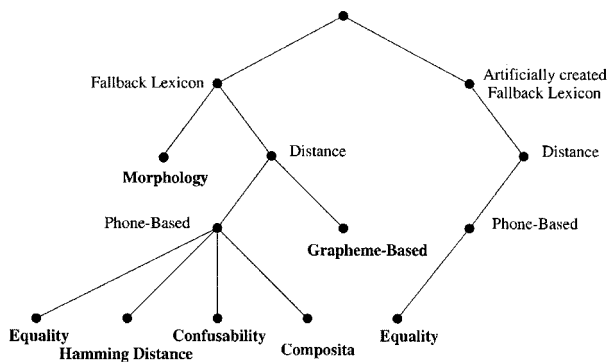 Fallback Lexicon
Artificially created
Fallback Lexicon
Morphology
Distance
Distance
Phone-Based
Grapheme-Based
Phone-Based
Equality
Hamming Distance
Confusability
Composita
Equality